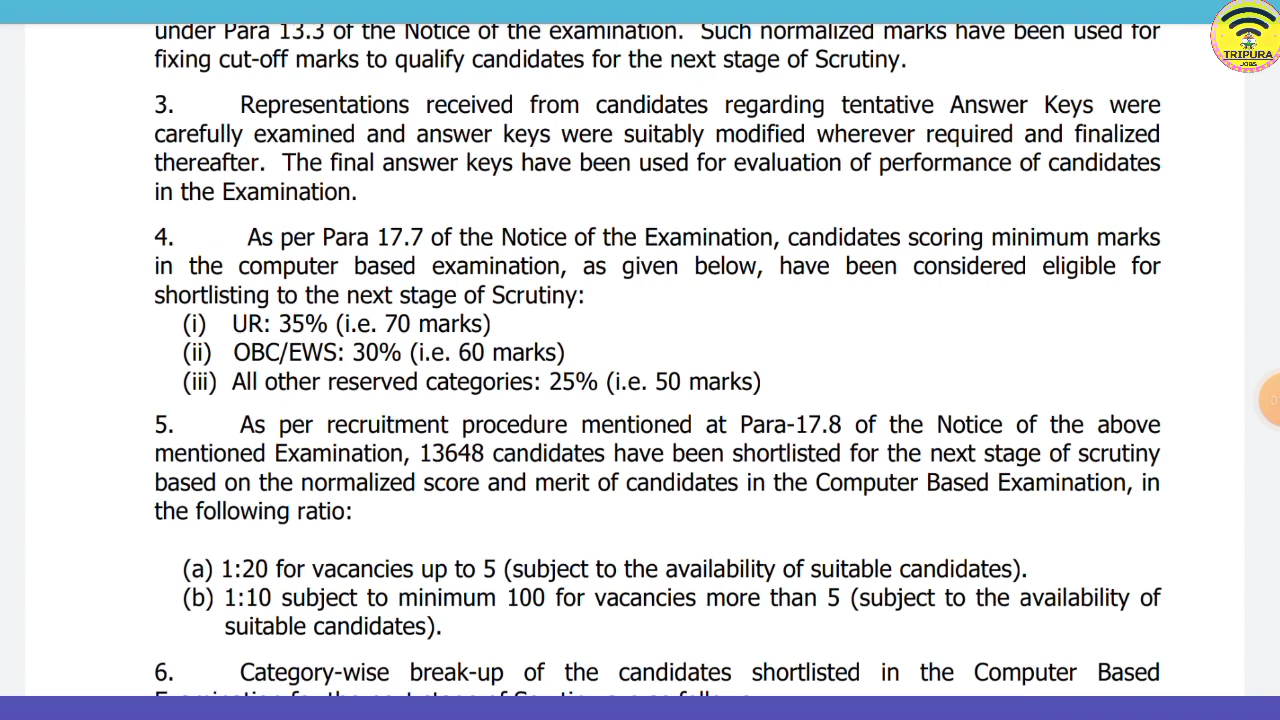 under Para 13.3 of the Notice of the examination. Such normalized marks have been used for
fixing cut-off marks to qualify candidates for the next stage of Scrutiny.
3. Representations received from candidates regarding tentative Answer Keys were
carefully examined and answer keys were suitably modified wherever required and finalized
thereafter. The final answer keys have been used for evaluation of performance of candidates
in the Examination.
4. As per Para 17.7 of the Notice of the Examination, candidates scoring minimum marks
in the computer based examination, as given below, have been considered eligible for
shortlisting to the next stage of Scrutiny:
(i) UR: 35% (i.e. 70 marks)
(ii) OBC/EWS: 30% (i.e. 60 marks)
(iii) All other reserved categories: 25% (i.e. 50 marks)
5. As per recruitment procedure mentioned at Para-17.8 of the Notice of the above
mentioned Examination, 13648 candidates have been shortlisted for the next stage of scrutiny
based on the normalized score and merit of candidates in the Computer Based Examination, in
the following ratio:
(a) 1:20 for vacancies up to 5 (subject to the availability of suitable candidates).
(b) 1:10 subject to minimum 100 for vacancies more than 5 (subject to the availability of
suitable candidates).
6. Category-wise break-up of the candidates shortlisted in the Computer Based
TRIPURA
JOBS